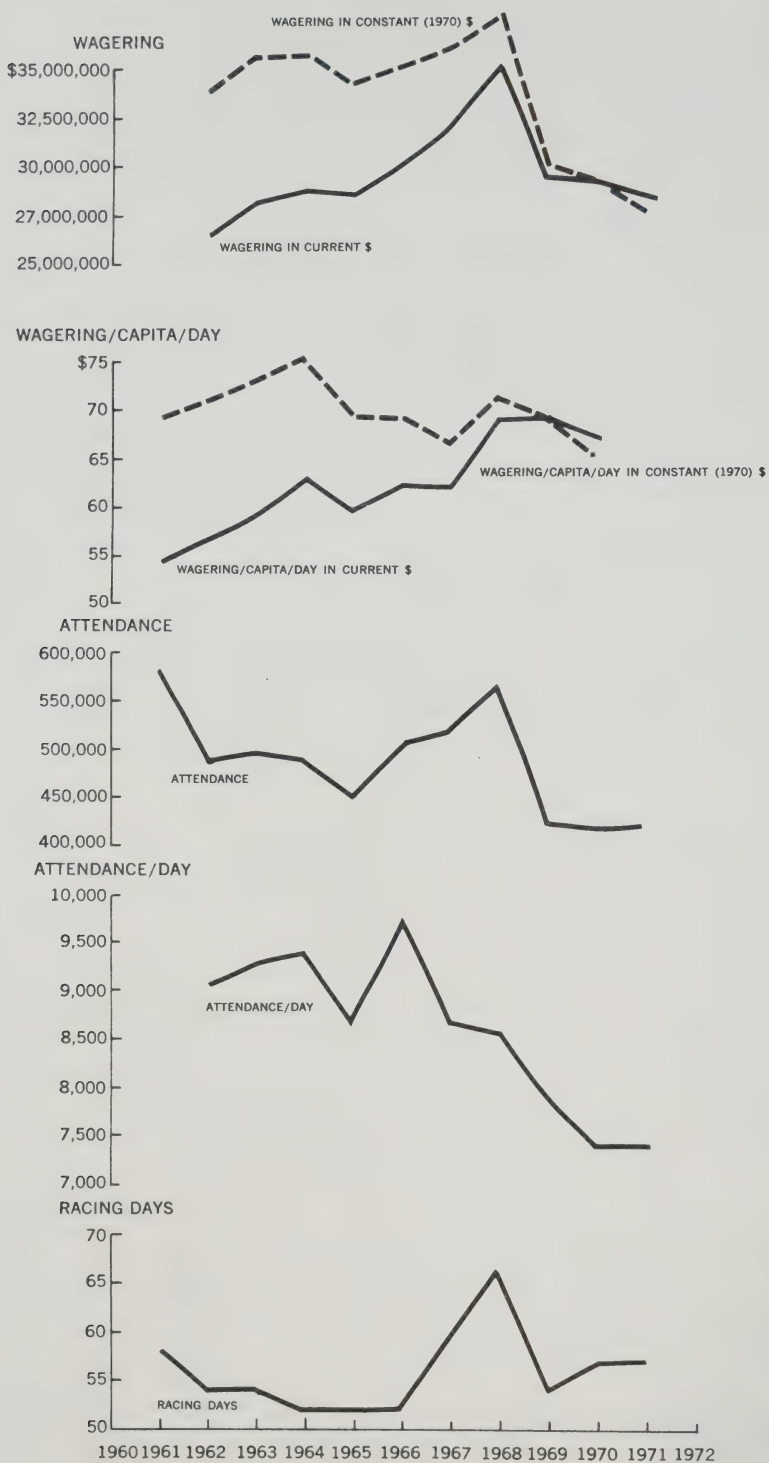 WAGERING IN CONSTANT (1970) $
WAGERING
$35,000,000
32,500,000
30,000,000
27,000,000
25,000,000
WAGERING IN CURRENT $
WAGERING/CAPITA/DAY
$75
70
65
60
55
50
WAGERING/CAPITA/DAY IN CONSTANT (1970) $
WAGERING/CAPITA/DAY IN CURRENT $
ATTENDANCE
600,000
550,000
500,000
450,000
400,000
ATTENDANCE
ATTENDANCE/DAY
10,000
9,500
9,000
8,500
8,000
7,500
7,000
ATTENDANCE/DAY
RACING DAYS
70
65
60
55
50
RACING DAYS
1960 1961 1962 1963 1964 1965 1966 1967 1968 1969 1970 1971 1972